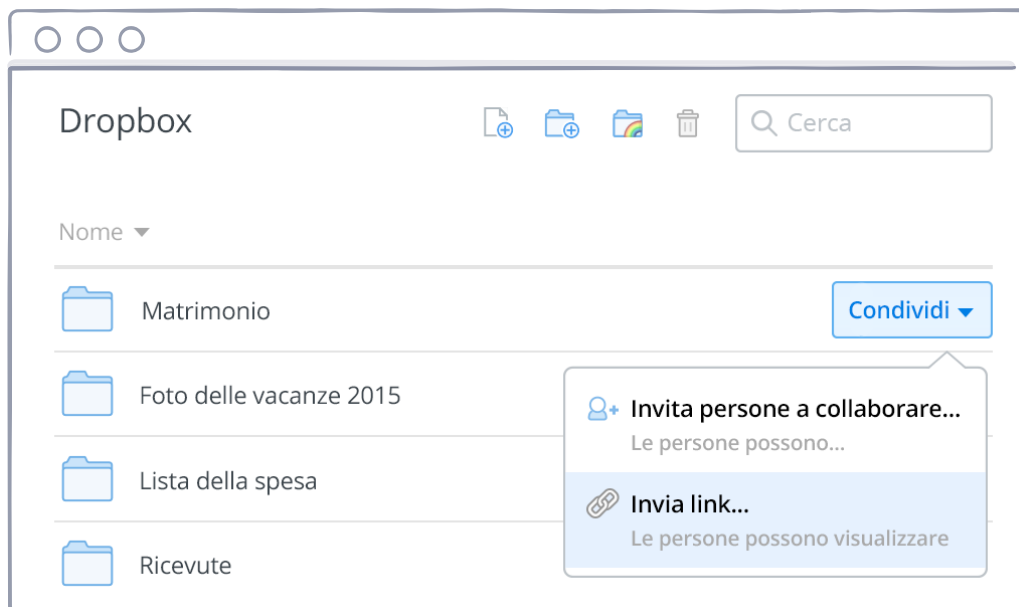 Dropbox
Cerca
Nome
Matrimonio
Condividi
Foto delle vacanze 2015
Invita persone a collaborare...
Le persone possono...
Lista della spesa
Invia link...
Le persone possono visualizzare
Ricevute